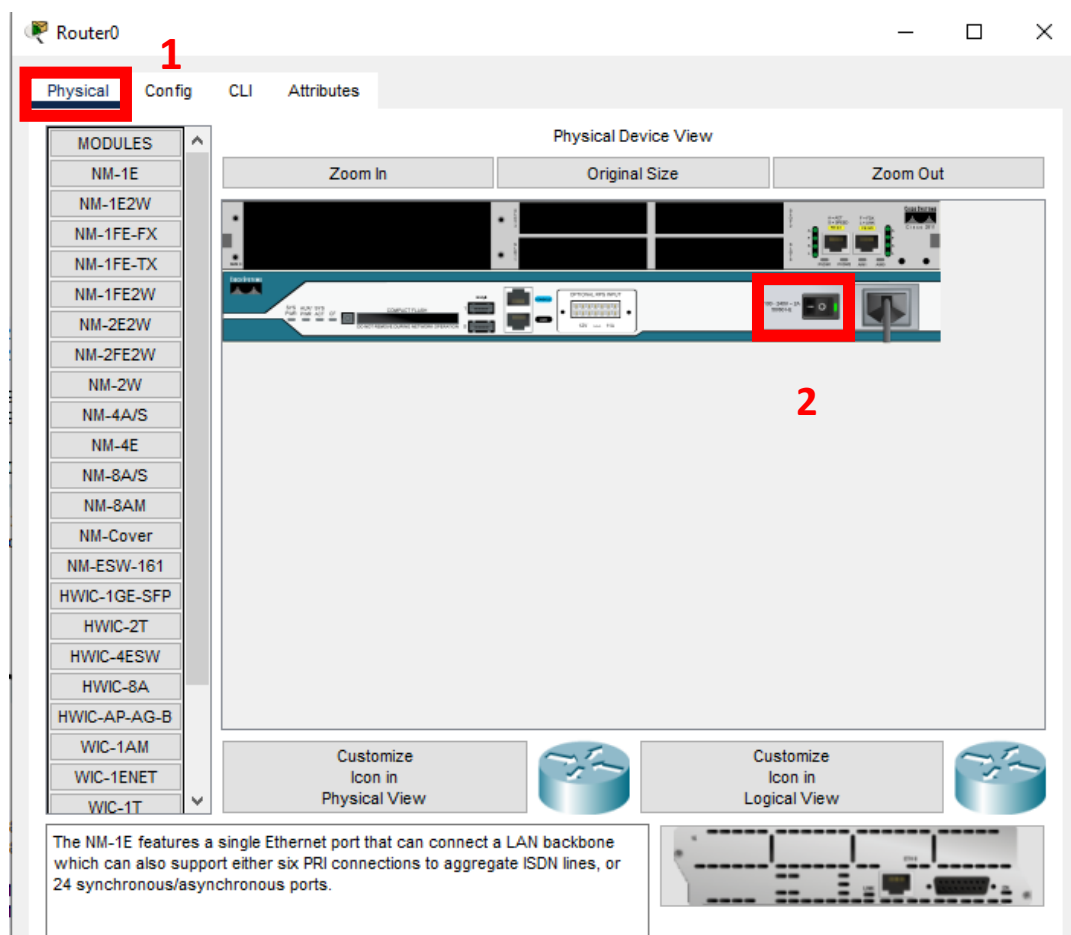 Router0
1
Physical
Config
CLI
Attributes
MODULES
NM-1E
NM-1E2W
NM-1FE-FX
NM-1FE-TX
NM-1FE2W
NM-2E2W
NM-2FE2W
NM-2W
NM-4A/S
NM-4E
NM-8A/S
NM-8AM
NM-Cover
NM-ESW-161
HWIC-1GE-SFP
HWIC-2T
HWIC-4ESW
HWIC-8A
HWIC-AP-AG-B
WIC-1AM
WIC-1ENET
WIC-1T
Physical Device View
Zoom In
Original Size
Zoom Out
COMPACT FLASH
OPTIONAL RPS INPUT
2
Customize
Icon in
Physical View
Customize
Icon in
Logical View
The NM-1E features a single Ethernet port that can connect a LAN backbone
which can also support either six PRI connections to aggregate ISDN lines, or
24 synchronous/asynchronous ports.